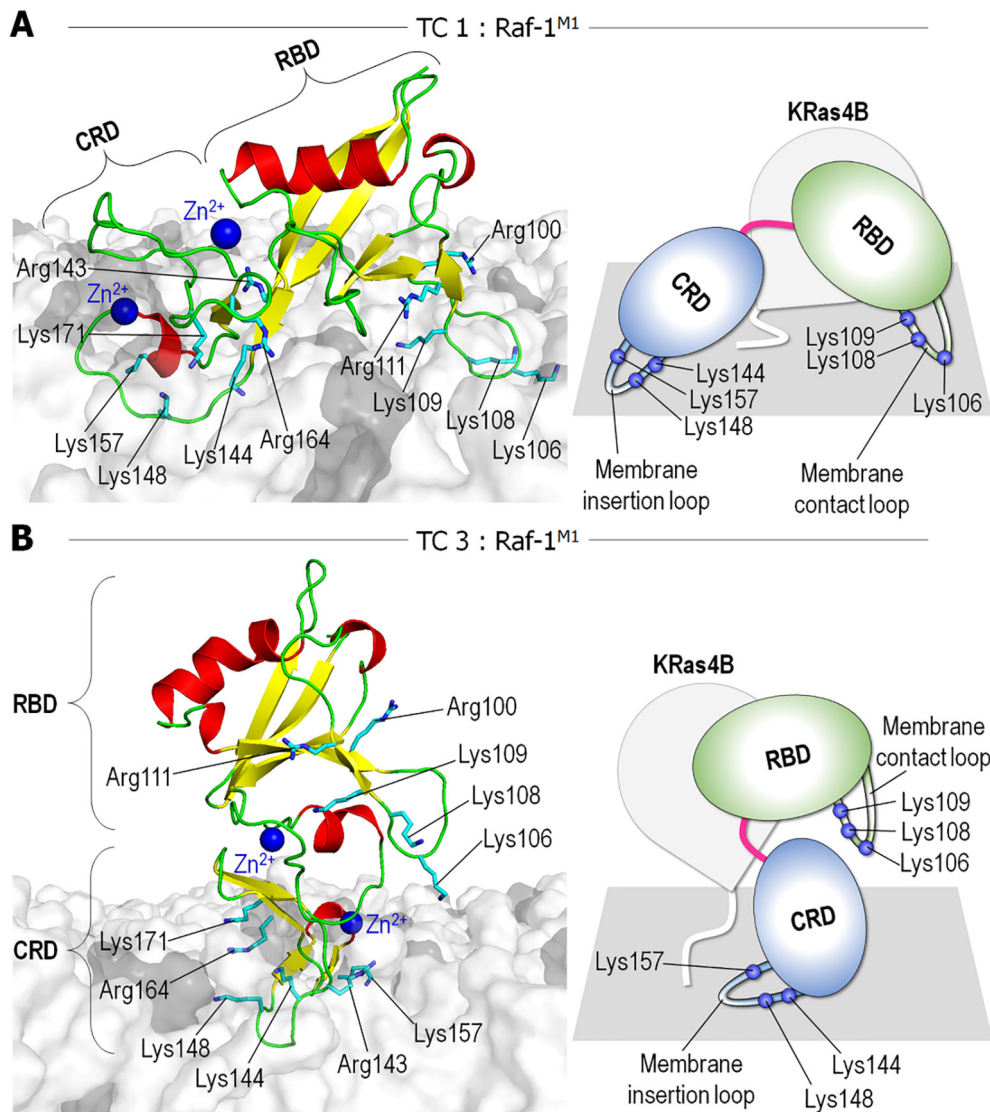 A
TC 1 : Raf-1M1
RBD
CRD
Zn2+
Arg143
Zn2+
Lys171
Lys157
Lys148
Lys144
Arg164
Arg111
Lys109
Lys108
Lys106
Arg100
KRas4B
RBD
CRD
Lys109
Lys108
Lys106
Lys144
Lys157
Lys148
Membrane
insertion loop
Membrane
contact loop
B
TC 3 : Raf-1M1
RBD
Arg100
Arg111
Lys109
Lys108
Lys106
Zn2+
CRD
Zn2+
Lys171
Arg164
Lys148
Lys144
Arg143
Lys157
KRas4B
RBD
Membrane
contact loop
Lys109
Lys108
Lys106
CRD
Lys157
Membrane
insertion loop
Lys144
Lys148